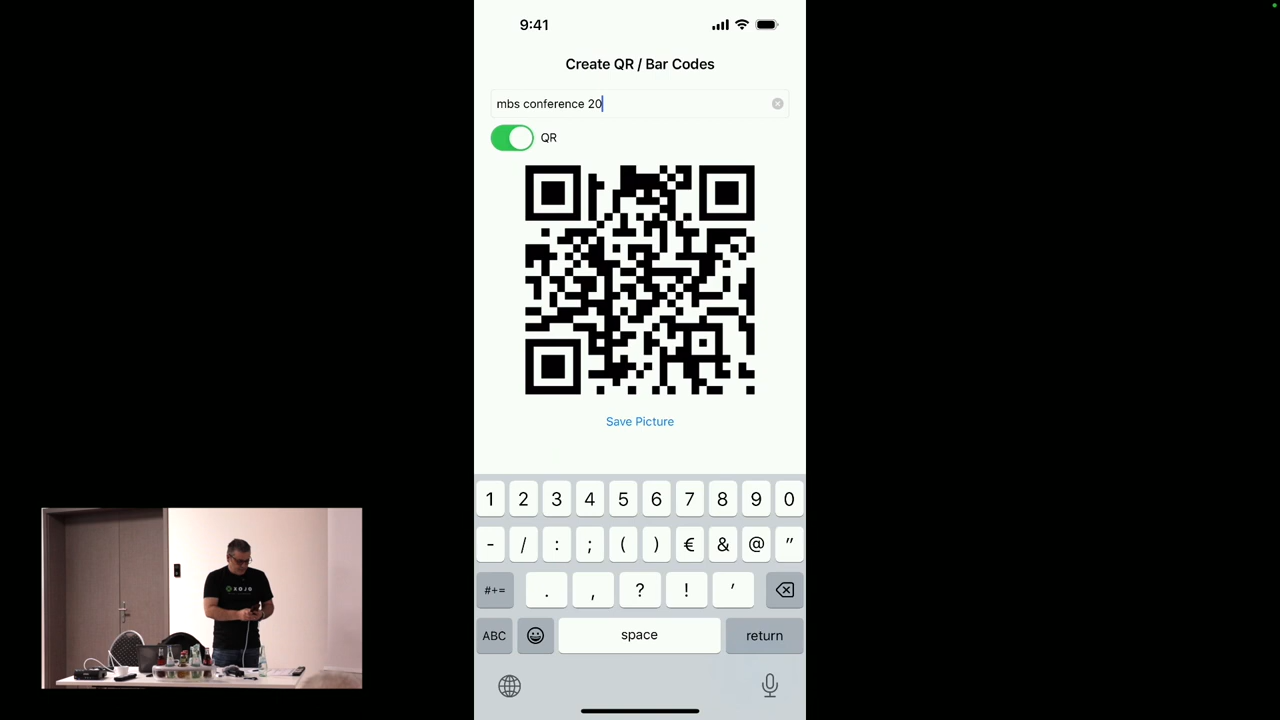 9:41
Create QR / Bar Codes
mbs conference 20
QR
Save Picture
1 2 3 4 5 6 7 8 9 0
- / : ; ( ) € & @ "
#+= . , ? ! ' 
ABC space return
XOJO